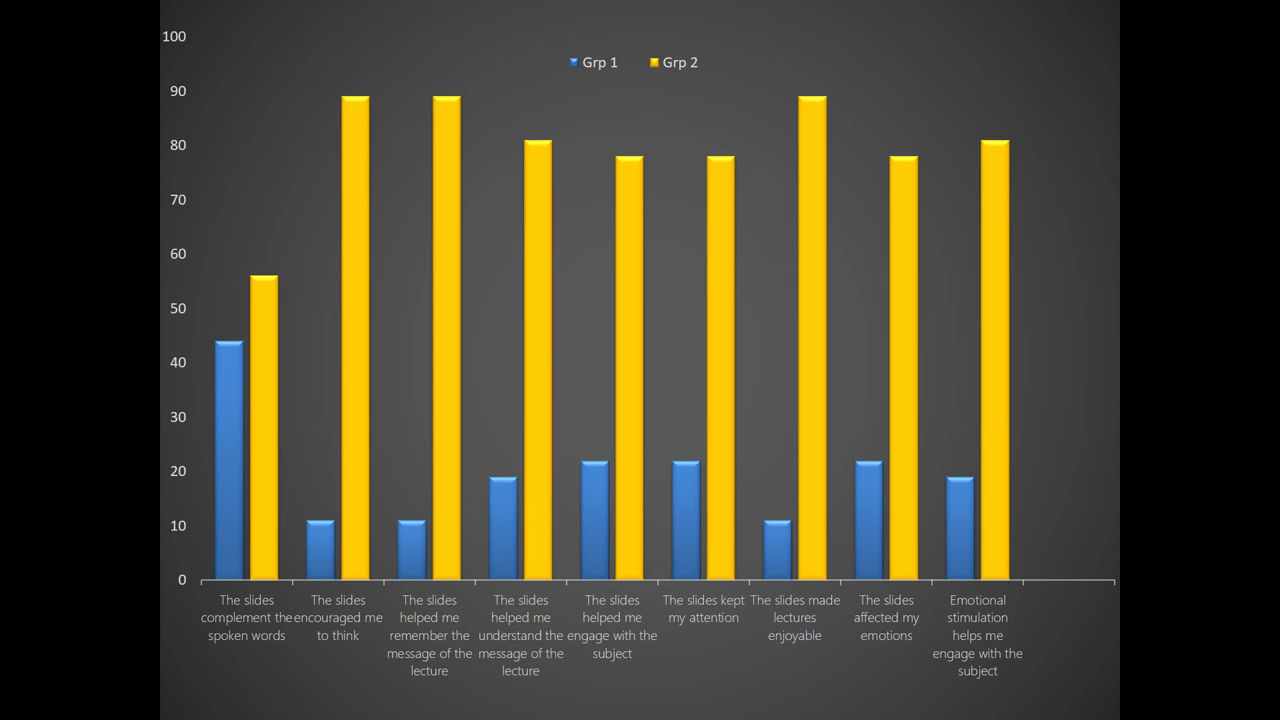 100
Grp 1 Grp 2
90
80
70
60
50
40
30
20
10
0
The slides
complement the
spoken words
The slides
encouraged me
to think
The slides
helped me
remember the
message of the
lecture
The slides
helped me
understand the
message of the
lecture
The slides
helped me
engage with the
subject
The slides kept
my attention
The slides made
lectures
enjoyable
The slides
affected my
emotions
Emotional
stimulation
helps me
engage with the
subject